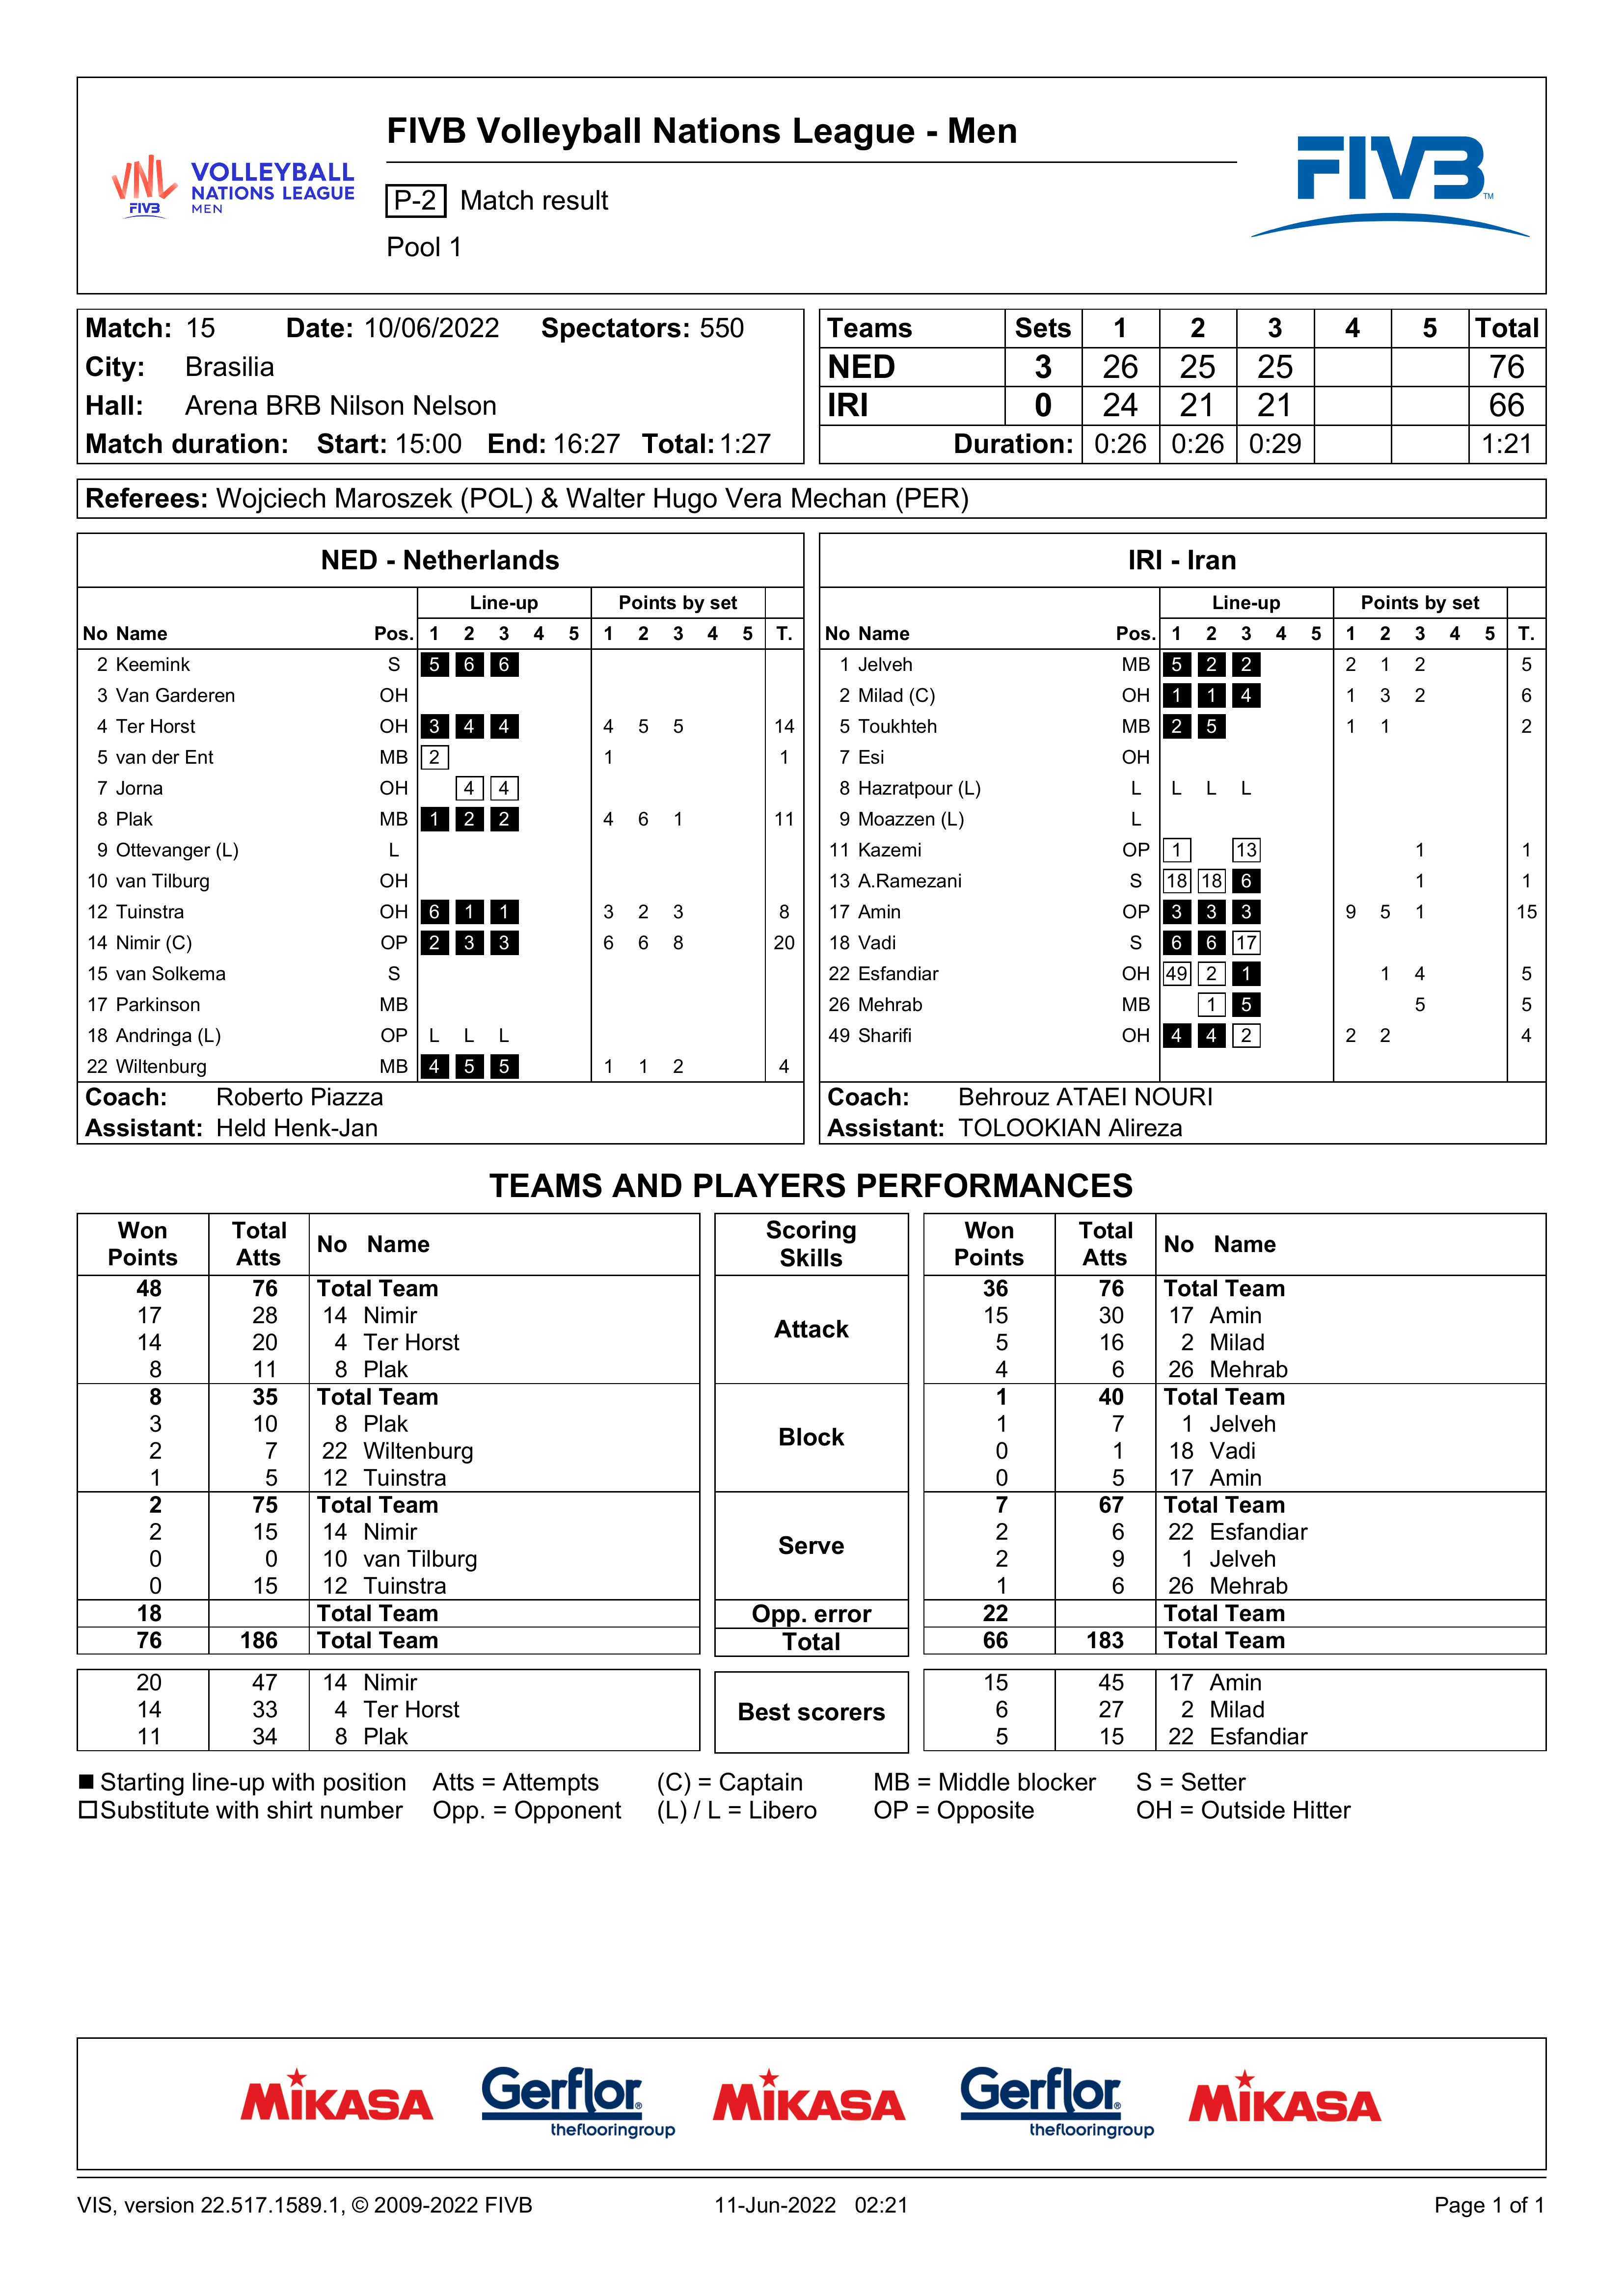 FIVB Volleyball Nations League - Men
VNL FIVB VOLLEYBALL NATIONS LEAGUE MEN
P-2 Match result
Pool 1
FIVB TM
Match: 15 Date: 10/06/2022 Spectators: 550
City: Brasilia
Hall: Arena BRB Nilson Nelson
Match duration: Start: 15:00 End: 16:27 Total: 1:27
Teams Sets 1 2 3 4 5 Total
NED 3 26 25 25 76
IRI 0 24 21 21 66
Duration: 0:26 0:26 0:29 1:21
Referees: Wojciech Maroszek (POL) & Walter Hugo Vera Mechan (PER)
NED - Netherlands
Line-up Points by set
No Name Pos. 1 2 3 4 5 1 2 3 4 5 T.
2 Keemink S 5 6 6
3 Van Garderen OH
4 Ter Horst OH 3 4 4 4 5 5 14
5 van der Ent MB 2 1 1
7 Jorna OH 4 4
8 Plak MB 1 2 2 4 6 1 11
9 Ottevanger (L) L
10 van Tilburg OH
12 Tuinstra OH 6 1 1 3 2 3 8
14 Nimir (C) OP 2 3 3 6 6 8 20
15 van Solkema S
17 Parkinson MB
18 Andringa (L) OP L L L
22 Wiltenburg MB 4 5 5 1 1 2 4
Coach: Roberto Piazza
Assistant: Held Henk-Jan
IRI - Iran
Line-up Points by set
No Name Pos. 1 2 3 4 5 1 2 3 4 5 T.
1 Jelveh MB 5 2 2 2 1 2 5
2 Milad (C) OH 1 1 4 1 3 2 6
5 Toukhteh MB 2 5 1 1 2
7 Esi OH
8 Hazratpour (L) L L L L
9 Moazzen (L) L
11 Kazemi OP 1 13 1 1
13 A.Ramezani S 18 18 6 1 1
17 Amin OP 3 3 3 9 5 1 15
18 Vadi S 6 6 17
22 Esfandiar OH 49 2 1 1 4 5
26 Mehrab MB 1 5 5 5
49 Sharifi OH 4 4 2 2 2 4
Coach: Behrouz ATAEI NOURI
Assistant: TOLOOKIAN Alireza
TEAMS AND PLAYERS PERFORMANCES
Won Points Total Atts No Name Scoring Skills Won Points Total Atts No Name
48 76 Total Team Attack 36 76 Total Team
17 28 14 Nimir 15 30 17 Amin
14 20 4 Ter Horst 5 16 2 Milad
8 11 8 Plak 4 6 26 Mehrab
8 35 Total Team Block 1 40 Total Team
3 10 8 Plak 1 7 1 Jelveh
2 7 22 Wiltenburg 0 1 18 Vadi
1 5 12 Tuinstra 0 5 17 Amin
2 75 Total Team Serve 7 67 Total Team
2 15 14 Nimir 2 6 22 Esfandiar
0 0 10 van Tilburg 2 9 1 Jelveh
0 15 12 Tuinstra 1 6 26 Mehrab
18 Total Team Opp. error 22 Total Team
76 186 Total Team Total 66 183 Total Team
20 47 14 Nimir Best scorers 15 45 17 Amin
14 33 4 Ter Horst 6 27 2 Milad
11 34 8 Plak 5 15 22 Esfandiar
Starting line-up with position Atts = Attempts (C) = Captain MB = Middle blocker S = Setter
Substitute with shirt number Opp. = Opponent (L) / L = Libero OP = Opposite OH = Outside Hitter
MIKASA Gerflor® theflooringgroup MIKASA Gerflor® theflooringgroup MIKASA
VIS, version 22.517.1589.1, © 2009-2022 FIVB 11-Jun-2022 02:21 Page 1 of 1